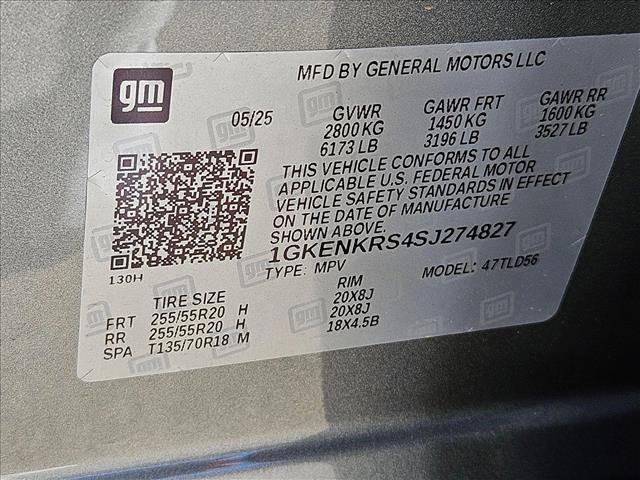 gm
MFD BY GENERAL MOTORS LLC
05/25
GVWR GAWR FRT GAWR RR
2800 KG 1450 KG 1600 KG
6173 LB 3196 LB 3527 LB
THIS VEHICLE CONFORMS TO ALL
APPLICABLE U.S. FEDERAL MOTOR
VEHICLE SAFETY STANDARDS IN EFFECT
ON THE DATE OF MANUFACTURE
SHOWN ABOVE.
1GKENKRS4SJ274827
TYPE: MPV MODEL: 47TLD56
130H
TIRE SIZE RIM
FRT 255/55R20 H 20X8J
RR 255/55R20 H 20X8J
SPA T135/70R18 M 18X4.5B